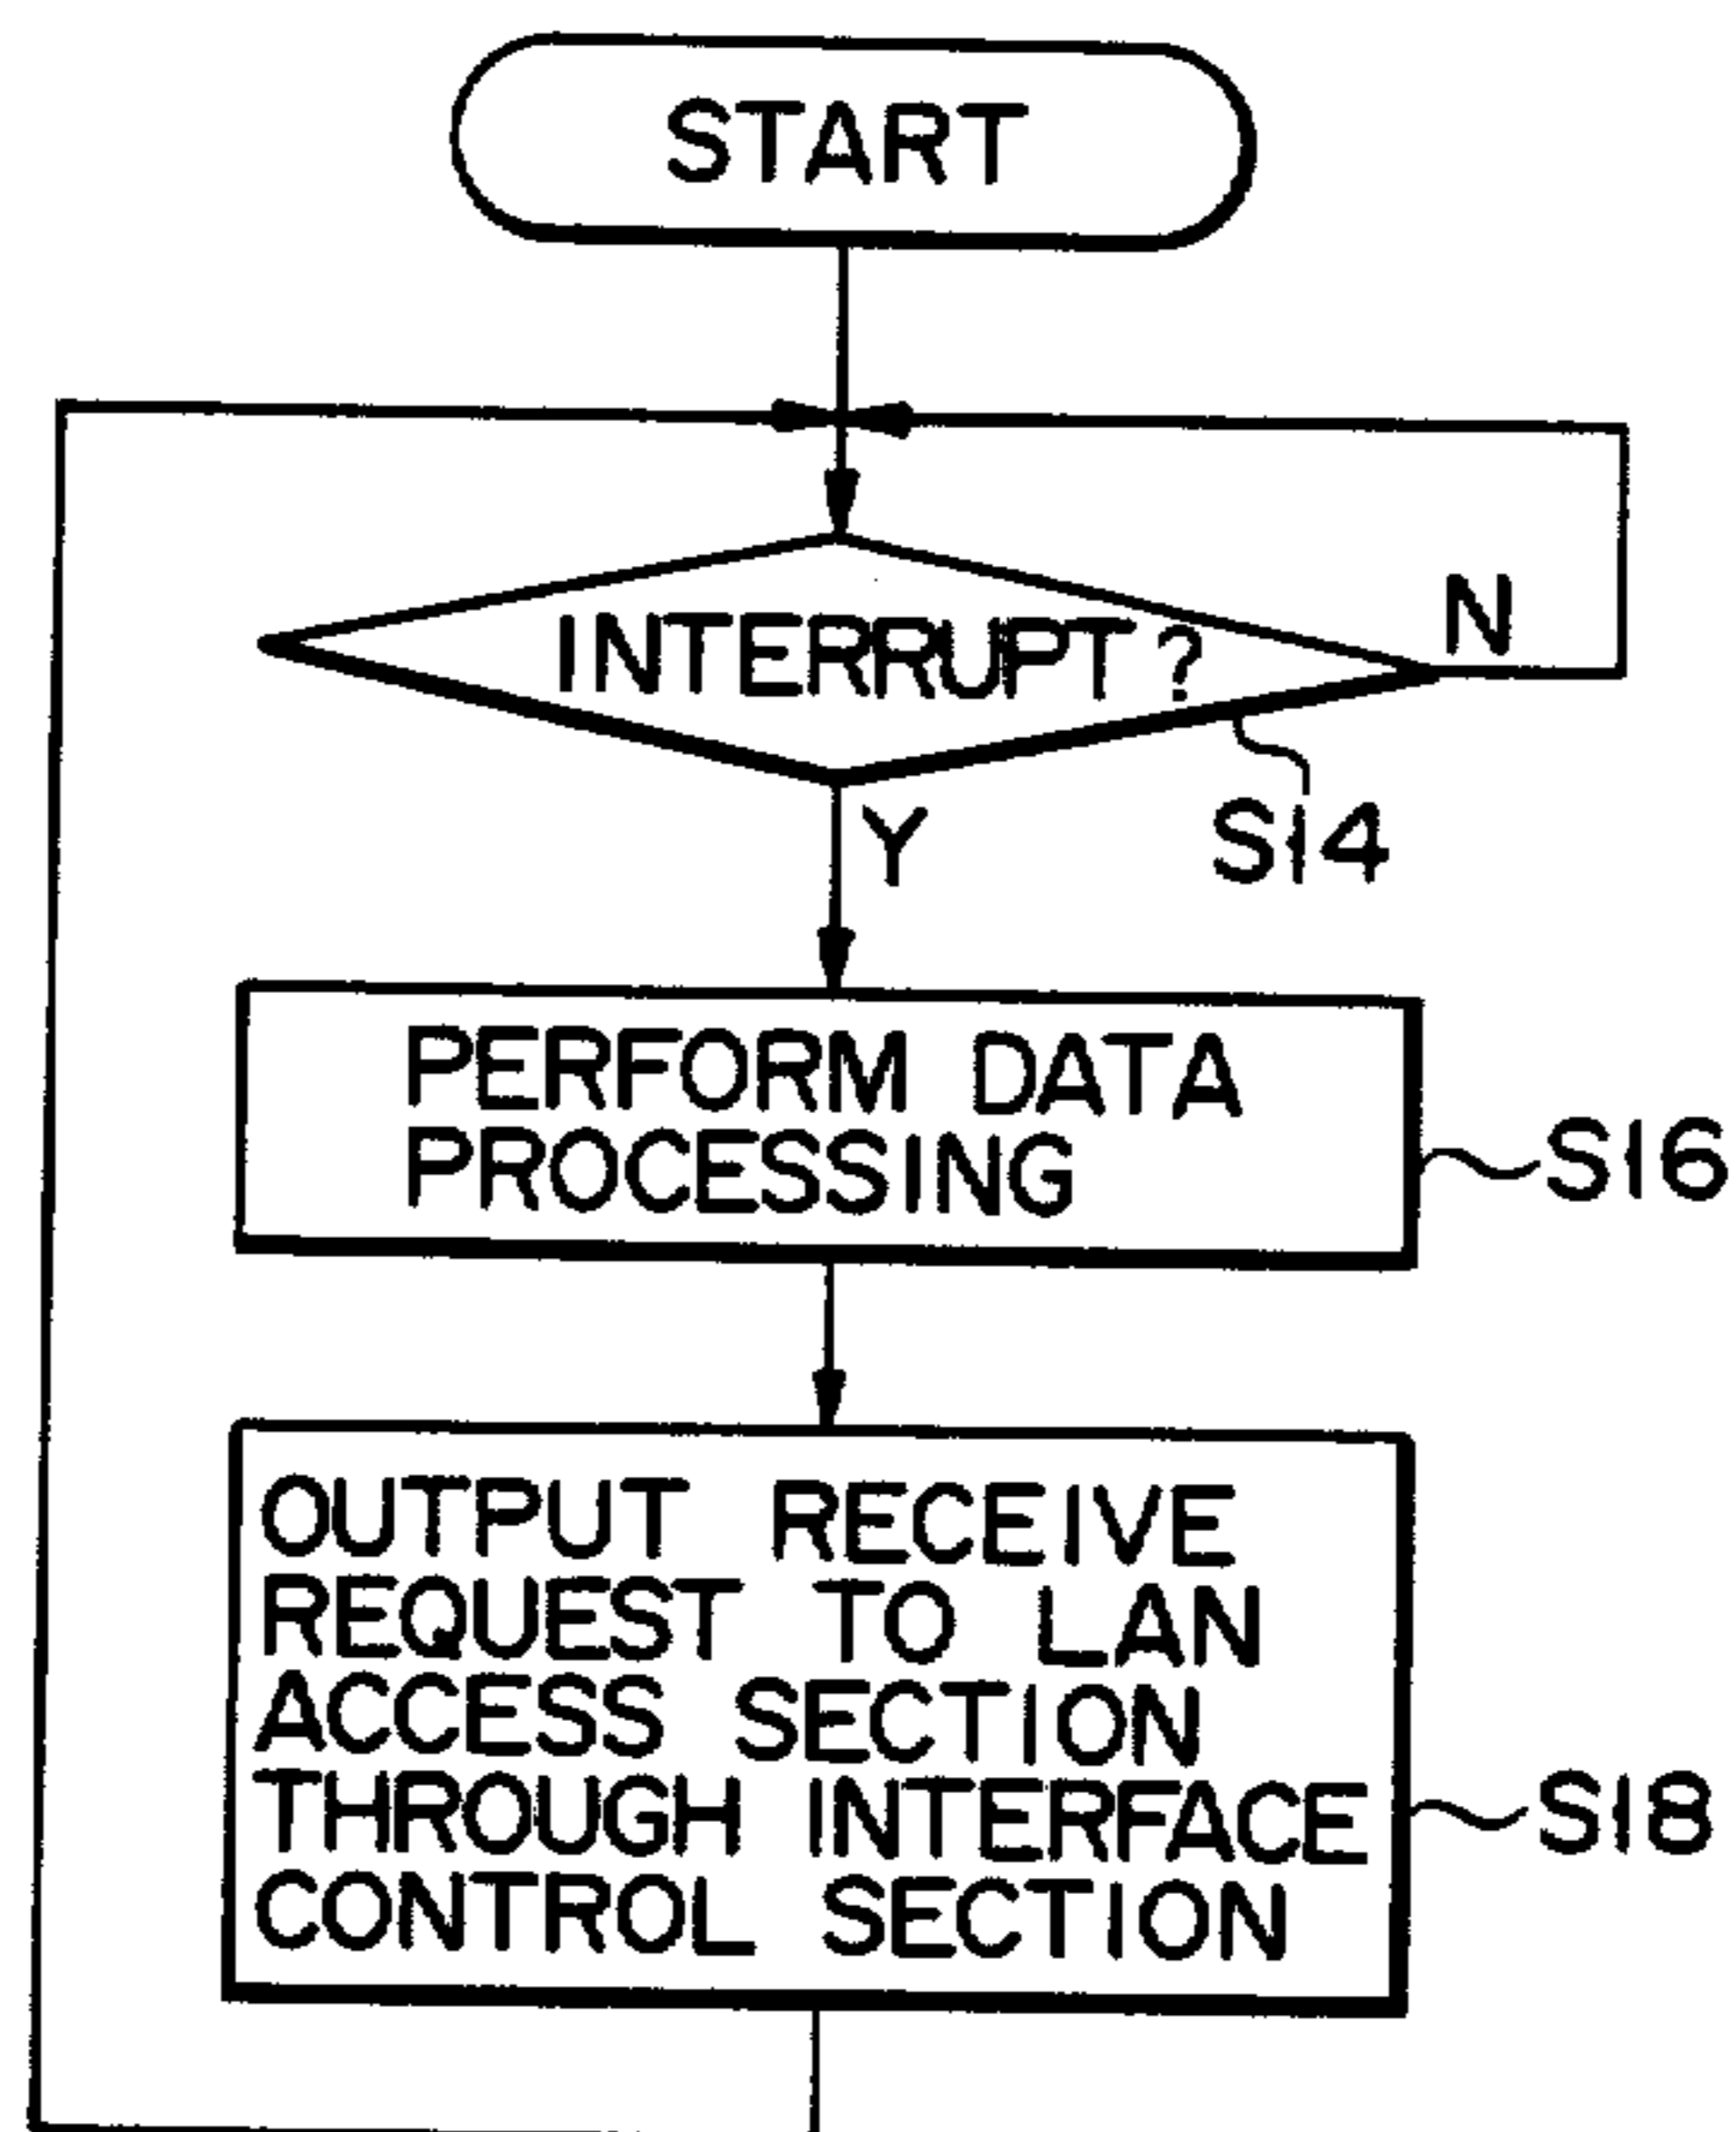 START
INTERRUPT?
N
Y
S14
PERFORM DATA
PROCESSING
S16
OUTPUT RECEIVE
REQUEST TO LAN
ACCESS SECTION
THROUGH INTERFACE
CONTROL SECTION
S18